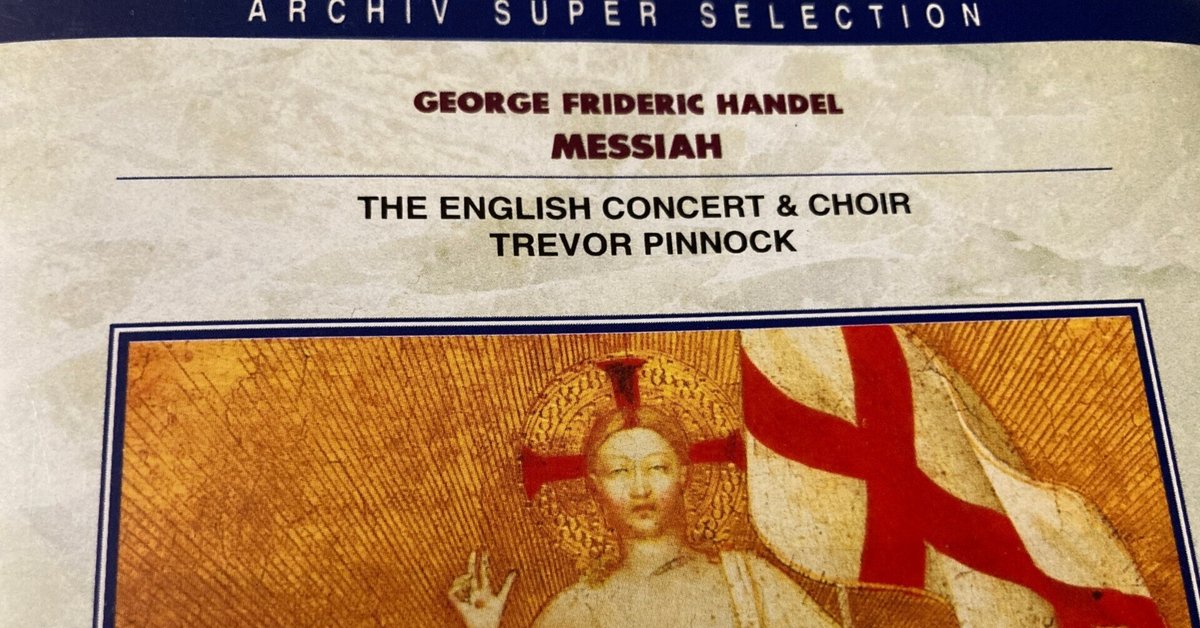 ARCHIV SUPER SELECTION
GEORGE FRIDERIC HANDEL
MESSIAH
THE ENGLISH CONCERT & CHOIR
TREVOR PINNOCK